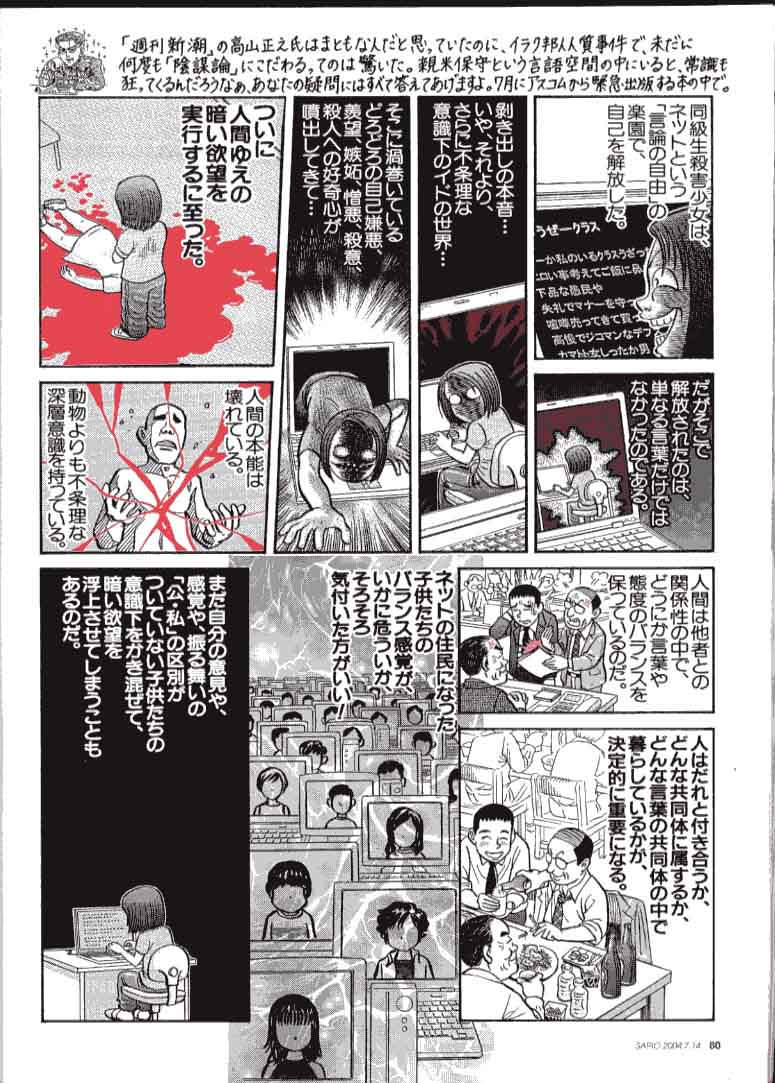 「週刊新潮」の高山正之氏はまともな人だと思っていたのに、イラク邦人人質事件で、未だに
何度も「陰謀論」にこだわる。てのは驚いた。親米保守という言語空間の中にいると、常識も
狂ってくるんだろうなぁ。あなたの疑問にはすべて答えてあげますよ。7月にアスコムから緊急出版する本の中で。
同級生殺害少女は、
ネットという
「言論の自由」の
楽園で、
自己を解放した。
うぜークラス
下品な愚民や
失礼でマナーを守って
喧嘩売ってきて買っ
高慢でジコマンなデブ
カマトト女しったか男
剥き出しの本音…
いや、それより、
さらに不条理な
意識下のイドの世界…
そこに渦巻いている
どろどろの自己嫌悪、
羨望、嫉妬、憎悪、殺意、
殺人への好奇心が
噴出してきて…
ついに
人間ゆえの
暗い欲望を
実行するに至った。
だがそこで
解放されたのは、
単なる言葉だけでは
なかったのである。
人間の本能は
壊れている。
動物よりも不条理な
深層意識を持っている。
人間は他者との
関係性の中で、
どうにか言葉や
態度のバランスを
保っているのだ。
人はだれと付き合うか、
どんな共同体に属するか、
どんな言葉の共同体の中で
暮らしているかが、
決定的に重要になる。
ネットの住民になった
子供たちの
バランス感覚が、
いかに危ういか、
そろそろ
気付いた方がいい!
まだ自分の意見や、
感覚や、振る舞いの
「公・私」の区別が
ついていない子供たちの
意識下をかき混ぜて、
暗い欲望を
浮上させてしまうことも
あるのだ。
SAPIO 2004.7.14 80